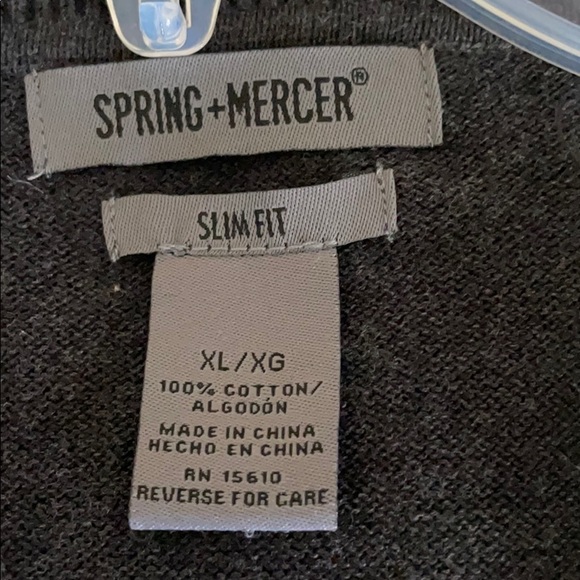 SPRING+MERCER®
SLIM FIT
XL/XG
100% COTTON/
ALGODÓN
MADE IN CHINA
HECHO EN CHINA
RN 15610
REVERSE FOR CARE